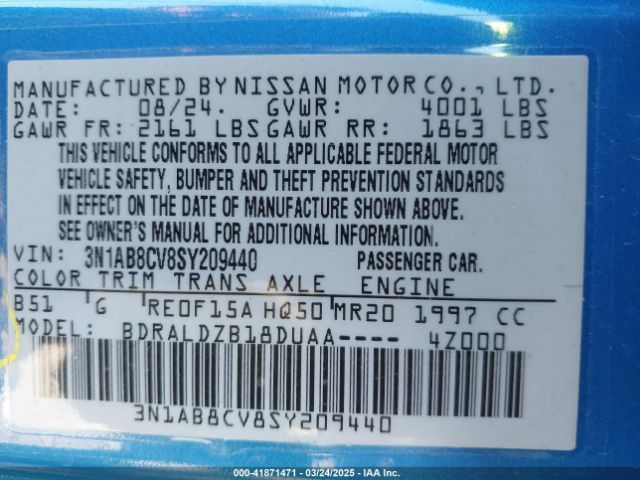 MANUFACTURED BY NISSAN MOTOR CO., LTD.
DATE: 08/24. GVWR: 4001 LBS
GAWR FR: 2161 LBS GAWR RR: 1863 LBS
THIS VEHICLE CONFORMS TO ALL APPLICABLE FEDERAL MOTOR
VEHICLE SAFETY, BUMPER AND THEFT PREVENTION STANDARDS
IN EFFECT ON THE DATE OF MANUFACTURE SHOWN ABOVE.
SEE OWNER'S MANUAL FOR ADDITIONAL INFORMATION.
VIN: 3N1AB8CV8SY209440 PASSENGER CAR.
COLOR TRIM TRANS AXLE ENGINE
B51 G RE0F15A HQ50 MR20 1997 CC
MODEL: BDRALDZB18DUAA---- 4Z000
3N1AB8CV8SY209440
OWNER: 41871471 | 03/24/2025 | IAA, Inc.